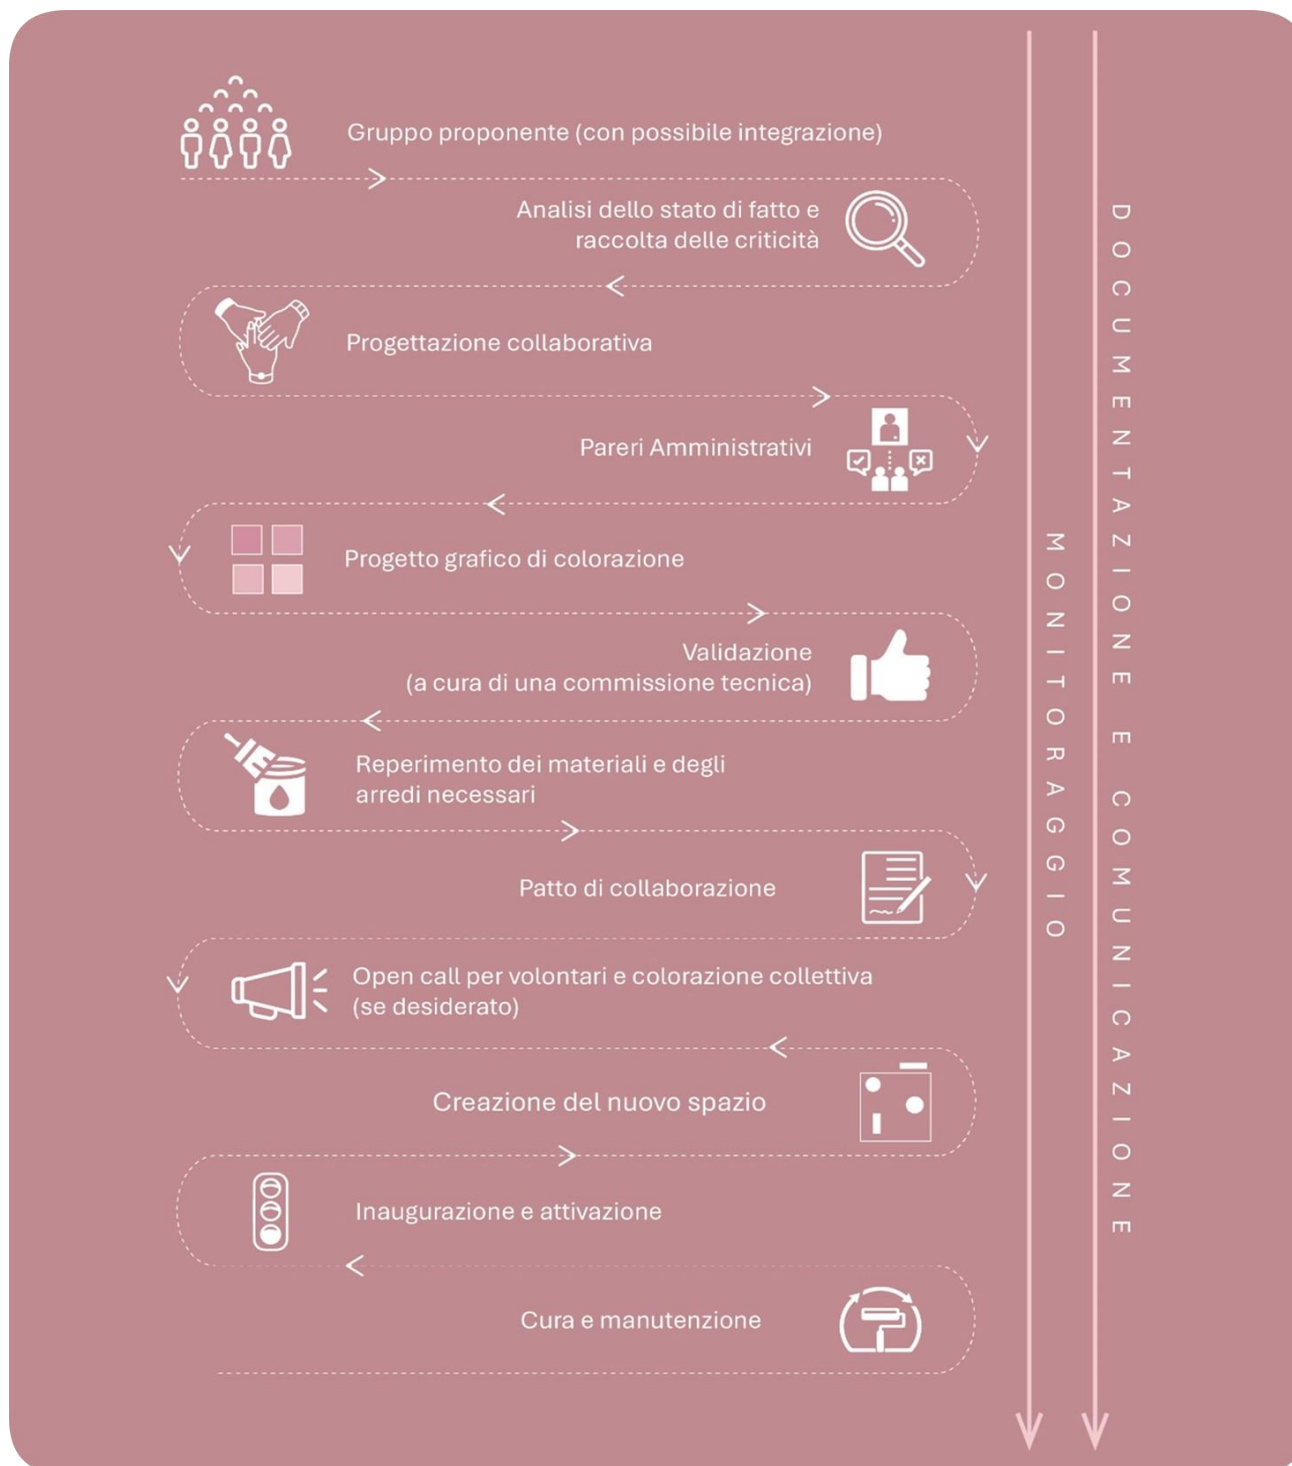 Gruppo proponente (con possibile integrazione)
Analisi dello stato di fatto e
raccolta delle criticità
Progettazione collaborativa
Pareri Amministrativi
Progetto grafico di colorazione
Validazione
(a cura di una commissione tecnica)
Reperimento dei materiali e degli
arredi necessari
Patto di collaborazione
Open call per volontari e colorazione collettiva
(se desiderato)
Creazione del nuovo spazio
Inaugurazione e attivazione
Cura e manutenzione
MONITORAGGIO
DOCUMENTAZIONE E COMUNICAZIONE